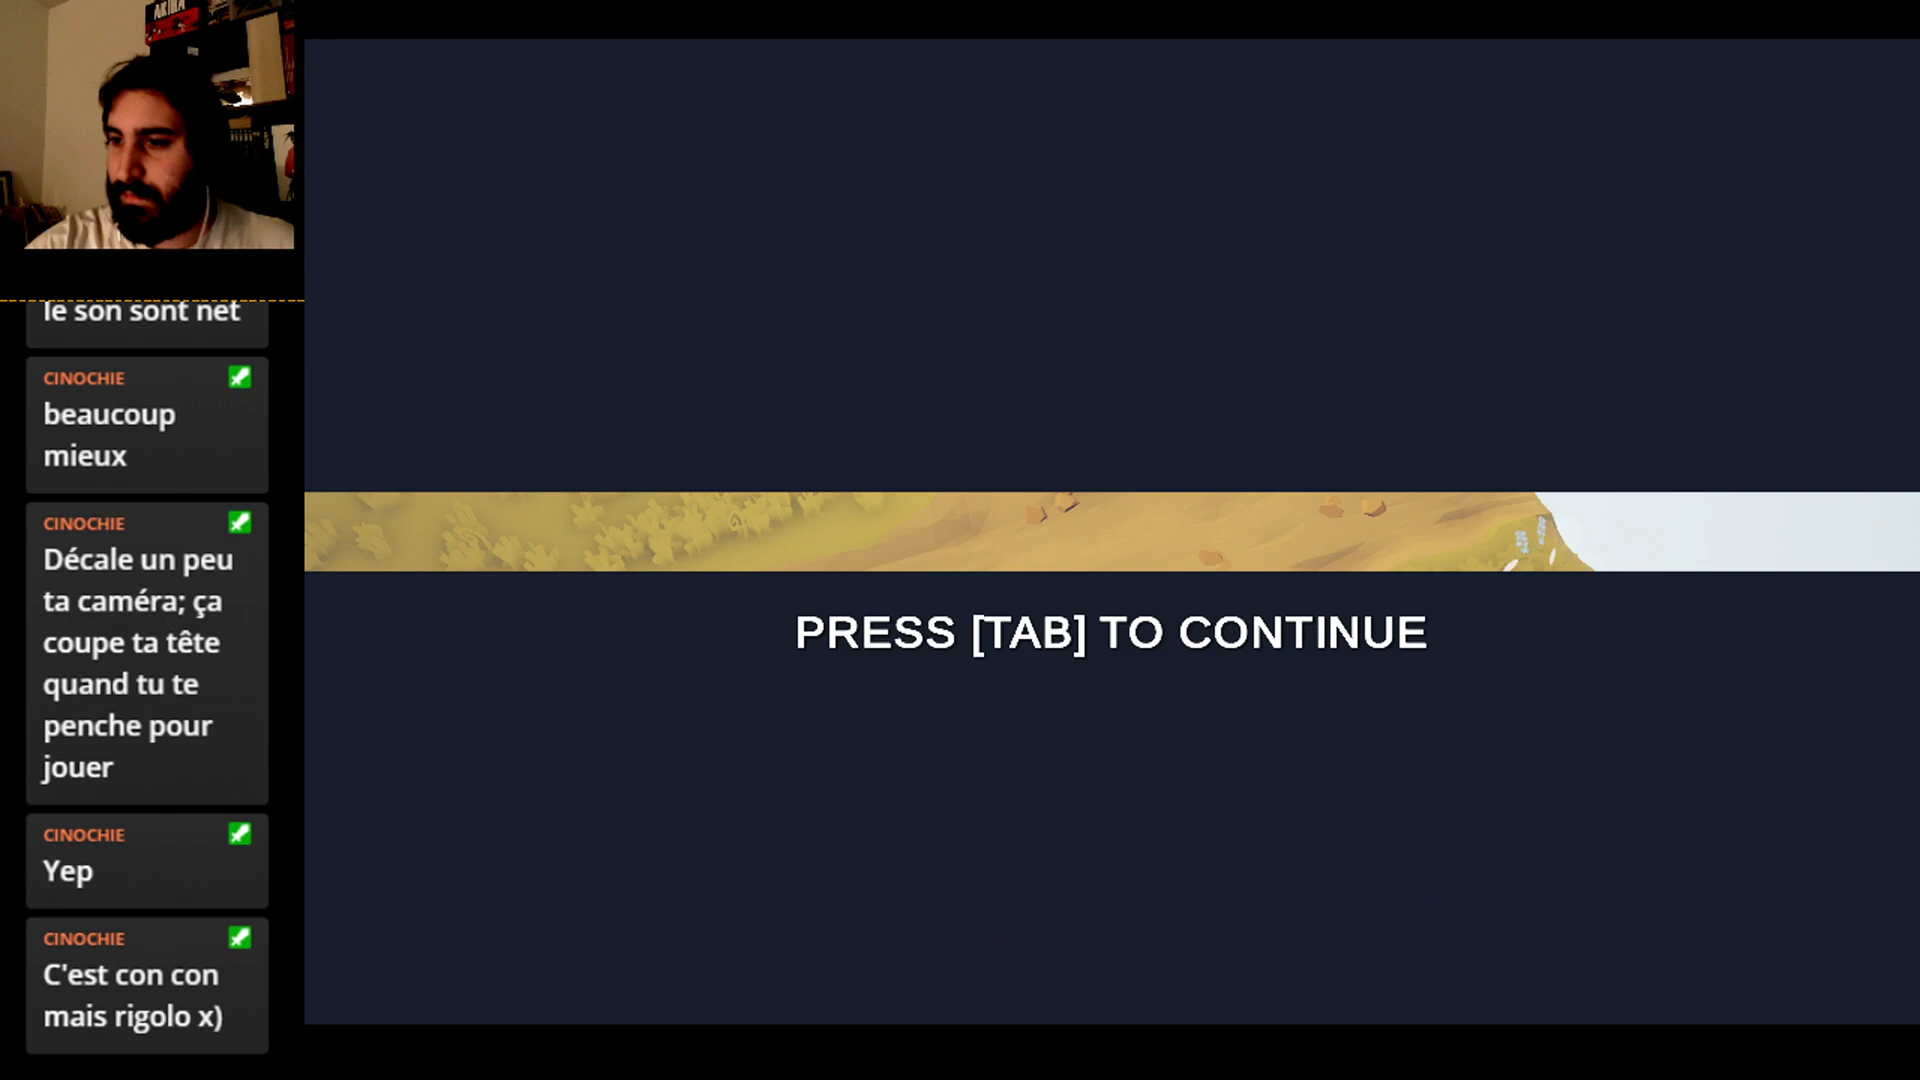 AKIRA
le son sont net
CINOCHIE
beaucoup
mieux
CINOCHIE
Décale un peu
ta caméra; ça
coupe ta tête
quand tu te
penche pour
jouer
CINOCHIE
Yep
CINOCHIE
C'est con con
mais rigolo x)
PRESS [TAB] TO CONTINUE